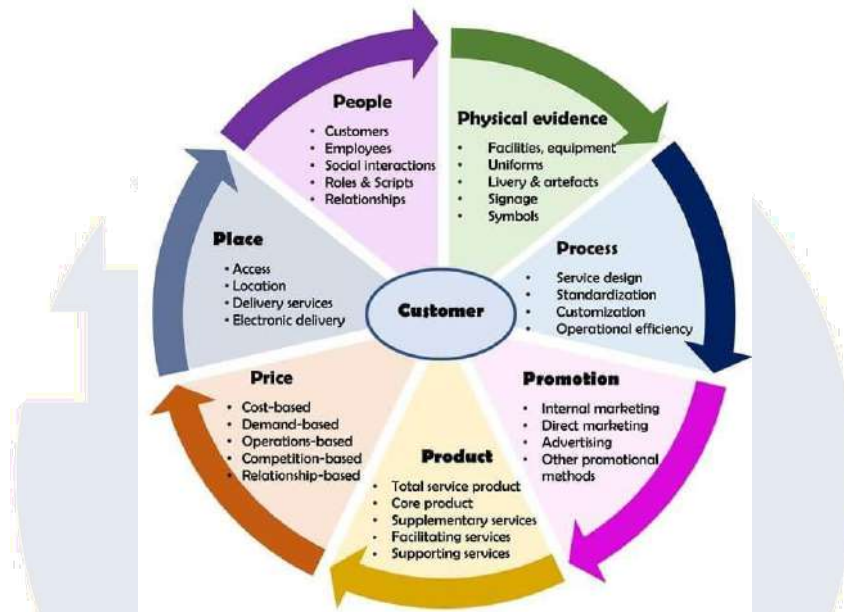 People
• Customers
• Employees
• Social interactions
• Roles & Scripts
• Relationships
Physical evidence
• Facilities, equipment
• Uniforms
• Livery & artefacts
• Signage
• Symbols
Process
• Service design
• Standardization
• Customization
• Operational efficiency
Promotion
• Internal marketing
• Direct marketing
• Advertising
• Other promotional
methods
Product
• Total service product
• Core product
• Supplementary services
• Facilitating services
• Supporting services
Price
• Cost-based
• Demand-based
• Operations-based
• Competition-based
• Relationship-based
Place
• Access
• Location
• Delivery services
• Electronic delivery
Customer